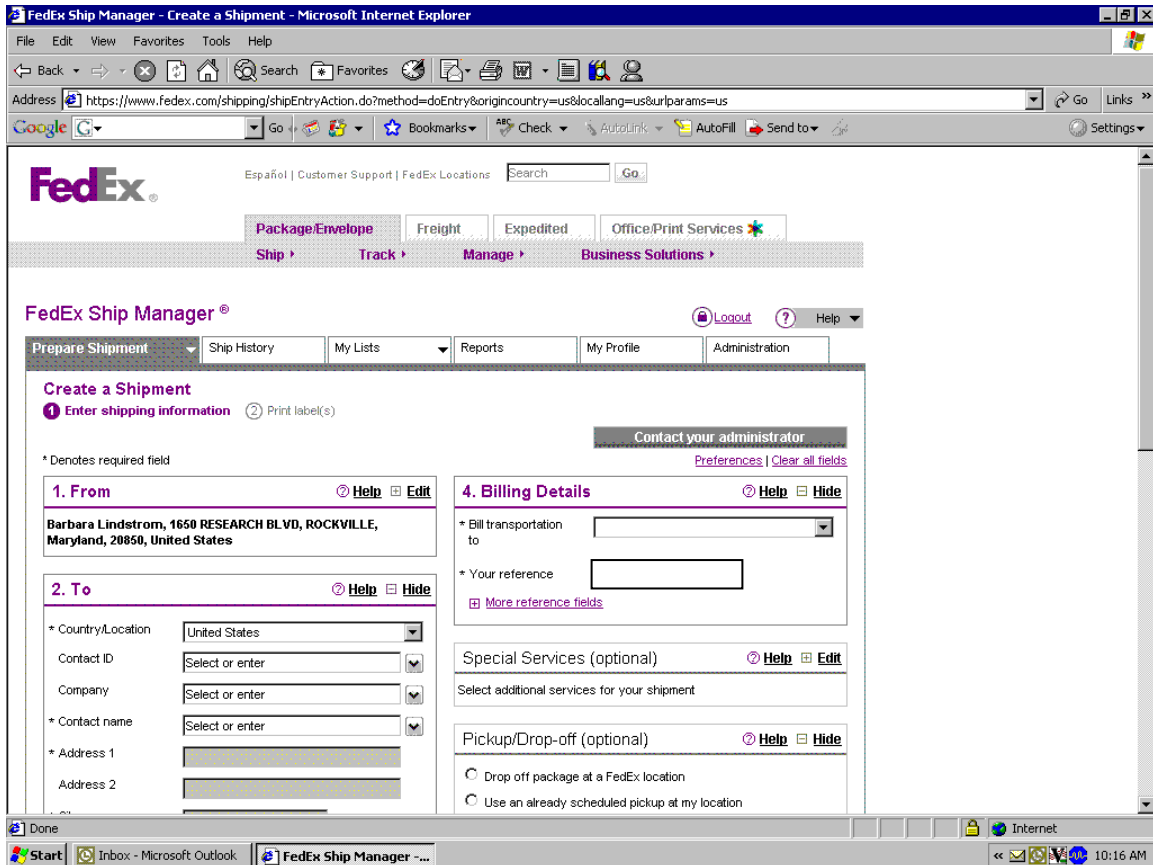 FedEx Ship Manager - Create a Shipment - Microsoft Internet Explorer
File Edit View Favorites Tools Help
Back Search Favorites
Address https://www.fedex.com/shipping/shipEntryAction.do?method=doEntry&origincountry=us&locallang=us&urlparams=us Go Links »
Google G Go Bookmarks ABC Check AutoLink AutoFill Send to Settings
FedEx®
Español | Customer Support | FedEx Locations Search Go
Package/Envelope Freight Expedited Office/Print Services
Ship Track Manage Business Solutions
FedEx Ship Manager ®
Logout ? Help
Prepare Shipment Ship History My Lists Reports My Profile Administration
Create a Shipment
1 Enter shipping information 2 Print label(s)
Contact your administrator
* Denotes required field
Preferences | Clear all fields
1. From ? Help Edit
Barbara Lindstrom, 1650 RESEARCH BLVD, ROCKVILLE,
Maryland, 20850, United States
2. To ? Help Hide
* Country/Location United States
Contact ID Select or enter
Company Select or enter
* Contact name Select or enter
* Address 1
Address 2
4. Billing Details ? Help Hide
* Bill transportation
to
* Your reference
More reference fields
Special Services (optional) ? Help Edit
Select additional services for your shipment
Pickup/Drop-off (optional) ? Help Hide
Drop off package at a FedEx location
Use an already scheduled pickup at my location
Done Internet
Start Inbox - Microsoft Outlook FedEx Ship Manager -... « 10:16 AM